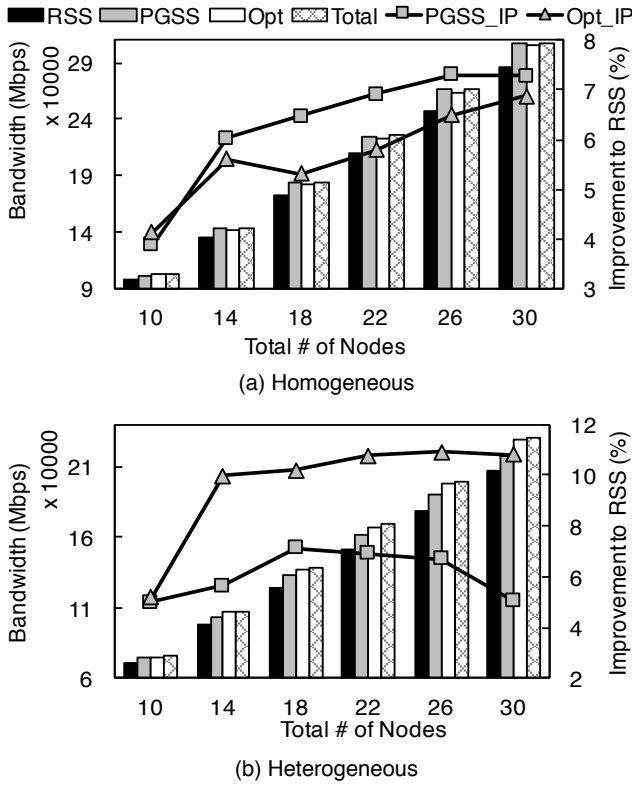 RSS PGSS Opt Total PGSS_IP Opt_IP
Bandwidth (Mbps)
x 10000
29
24
19
14
9
8
7
6
5
4
3
Improvement to RSS (%)
10 14 18 22 26 30
Total # of Nodes
(a) Homogeneous
Bandwidth (Mbps)
x 10000
21
16
11
6
12
10
8
6
4
2
Improvement to RSS (%)
10 14 18 22 26 30
Total # of Nodes
(b) Heterogeneous